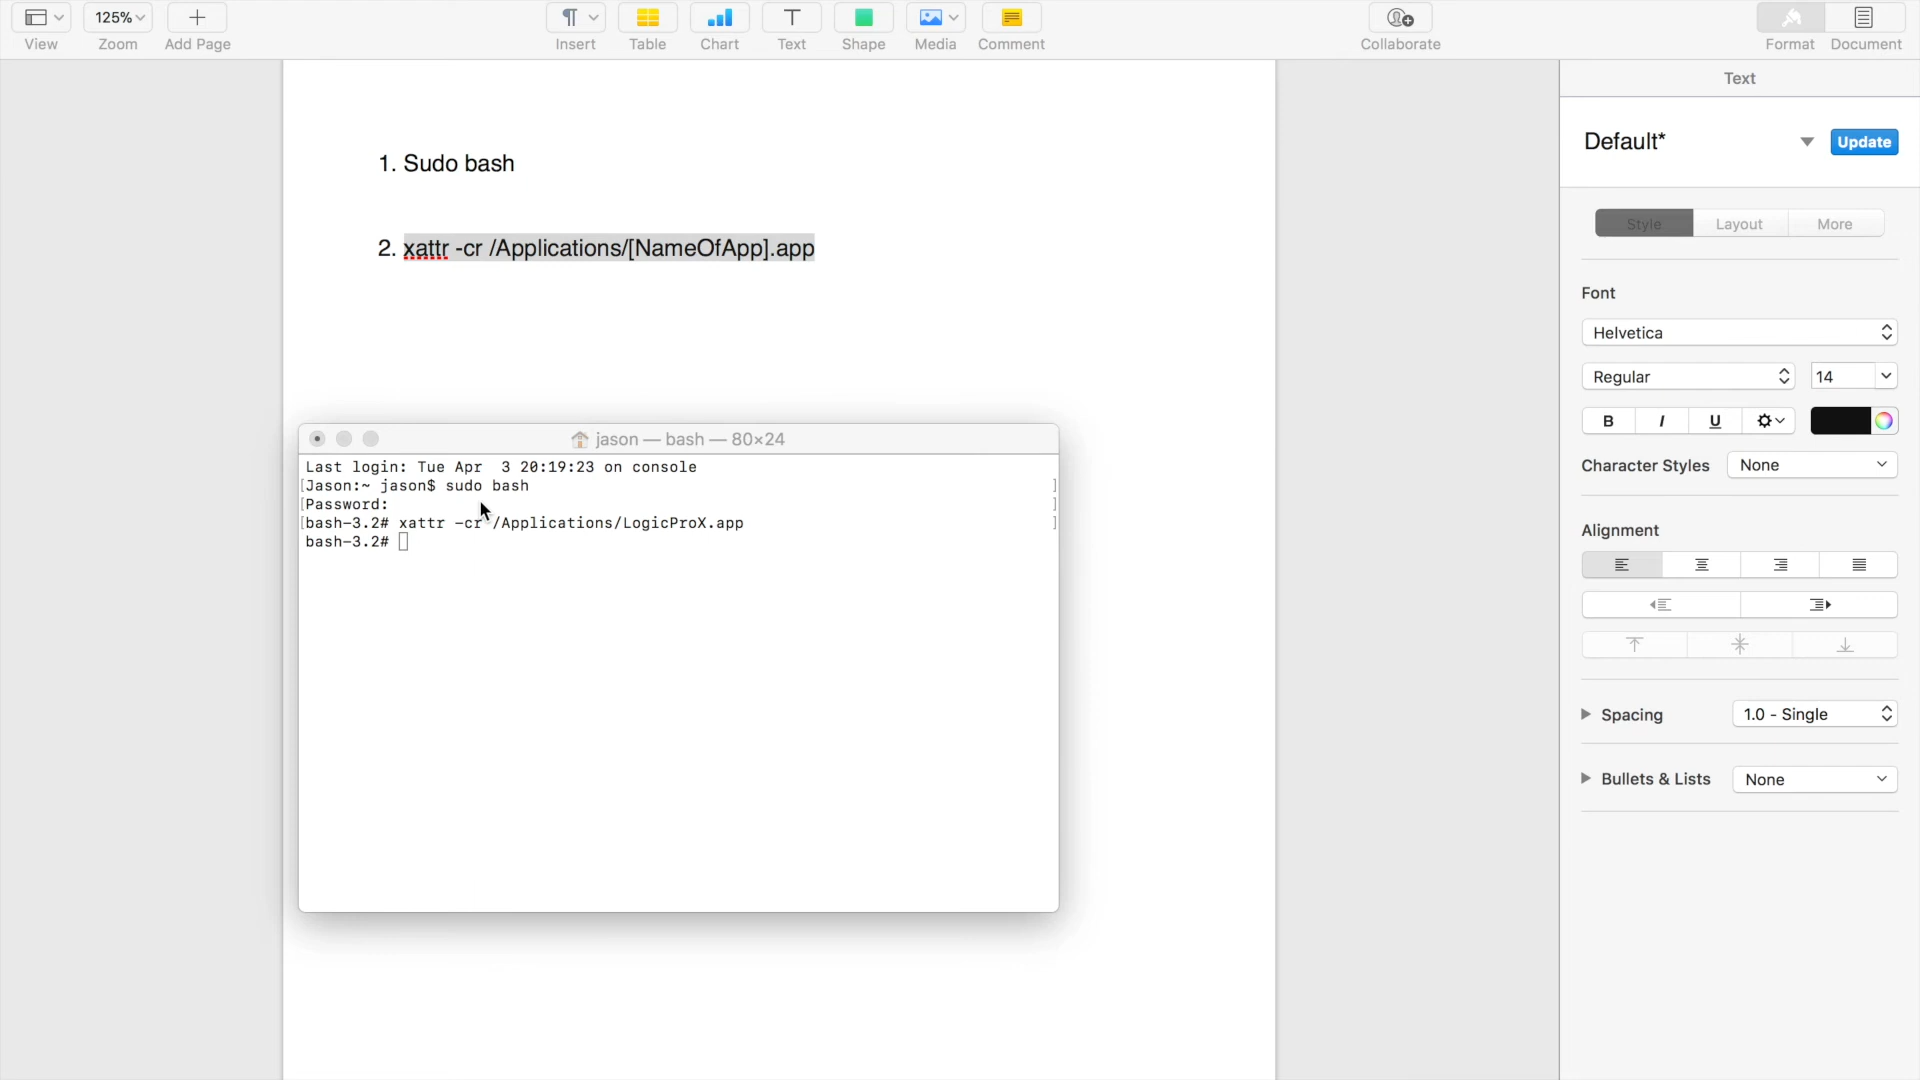 125%
View
Zoom
Add Page
Insert
Table
Chart
Text
Shape
Media
Comment
Collaborate
Format
Document
Text
Default*
Update
Style
Layout
More
Font
Helvetica
Regular
14
B
I
U
Character Styles
None
Alignment
Spacing
1.0 - Single
Bullets & Lists
None
1. Sudo bash
2. xattr -cr /Applications/[NameOfApp].app
jason — bash — 80×24
Last login: Tue Apr  3 20:19:23 on console
[Jason:~ jason$ sudo bash ]
[Password: ]
[bash-3.2# xattr -cr /Applications/LogicProX.app ]
bash-3.2#